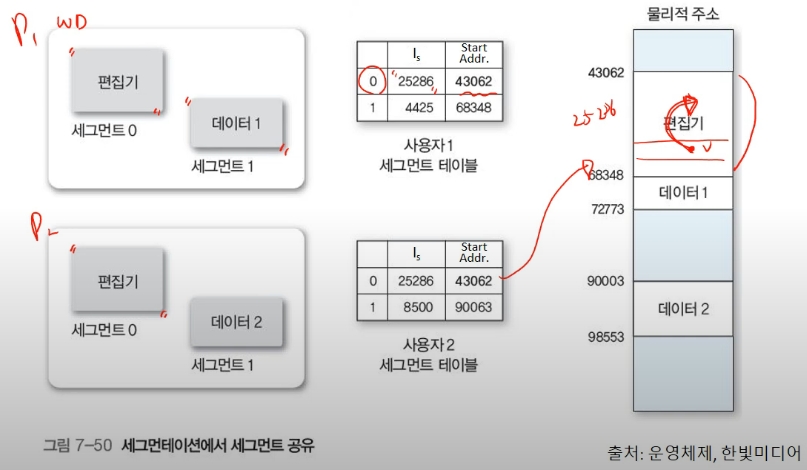 P1 WD
편집기
세그먼트 0
데이터 1
세그먼트 1
ls Start Addr.
0 25286 43062
1 4425 68348
사용자 1
세그먼트 테이블
P2
편집기
세그먼트 0
데이터 2
세그먼트 1
ls Start Addr.
0 25286 43062
1 8500 90063
사용자 2
세그먼트 테이블
물리적 주소
43062
편집기
68348
데이터 1
72773
90003
데이터 2
98553
그림 7-50 세그먼테이션에서 세그먼트 공유
출처: 운영체제, 한빛미디어